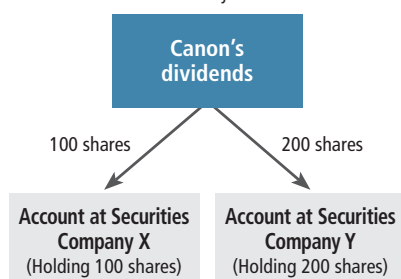 Canon's
dividends
100 shares
200 shares
Account at Securities
Company X
(Holding 100 shares)
Account at Securities
Company Y
(Holding 200 shares)